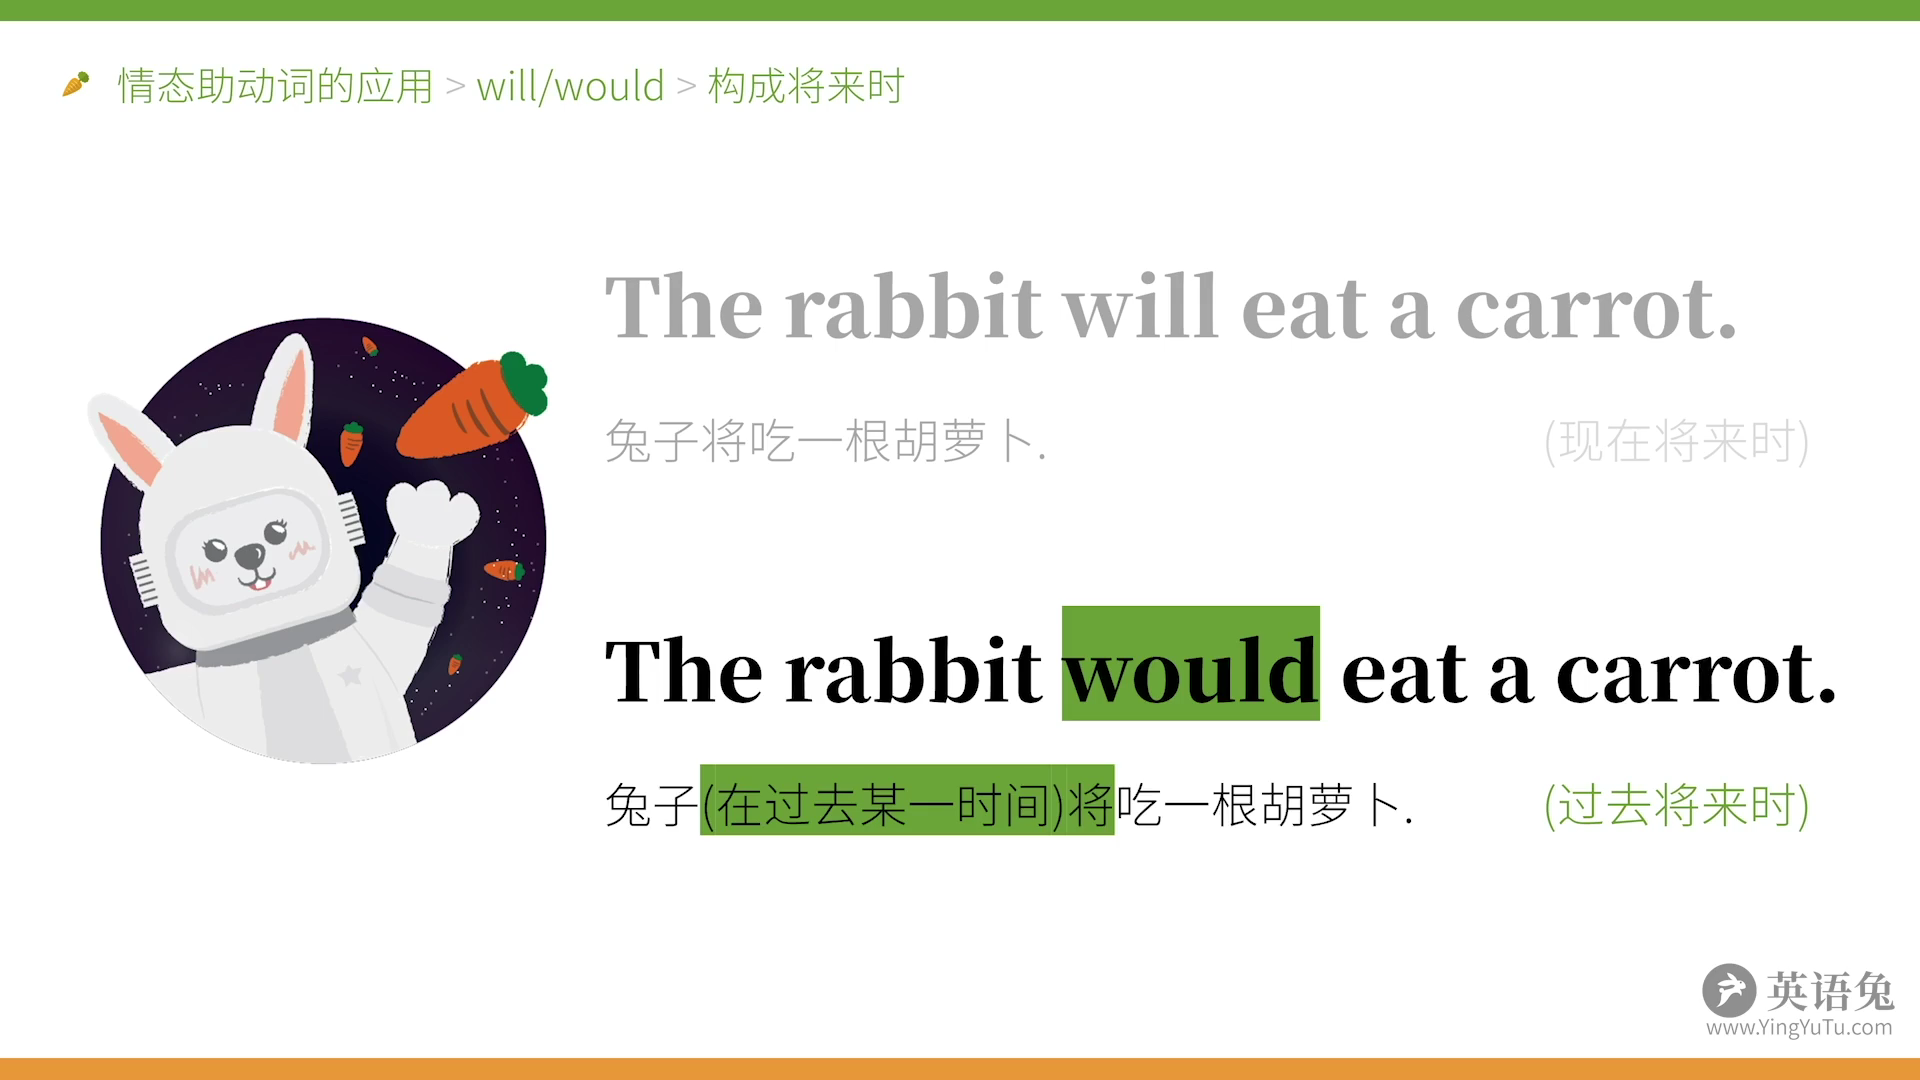 情态助动词的应用 > will/would > 构成将来时
The rabbit will eat a carrot.
兔子将吃一根胡萝卜. (现在将来时)
The rabbit would eat a carrot.
兔子(在过去某一时间)将吃一根胡萝卜. (过去将来时)
英语兔
www.YingYuTu.com